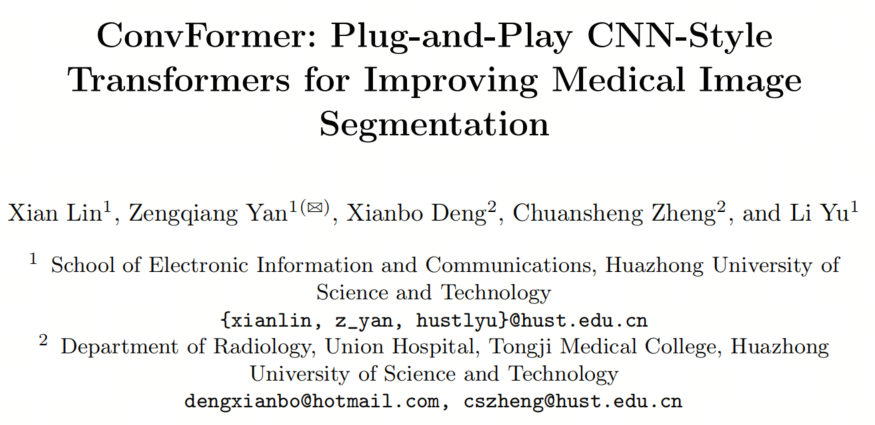 ConvFormer: Plug-and-Play CNN-Style
Transformers for Improving Medical Image
Segmentation
Xian Lin¹, Zengqiang Yan¹⁽✉⁾, Xianbo Deng², Chuansheng Zheng², and Li Yu¹
¹ School of Electronic Information and Communications, Huazhong University of
Science and Technology
{xianlin, z_yan, hustlyu}@hust.edu.cn
² Department of Radiology, Union Hospital, Tongji Medical College, Huazhong
University of Science and Technology
dengxianbo@hotmail.com, cszheng@hust.edu.cn